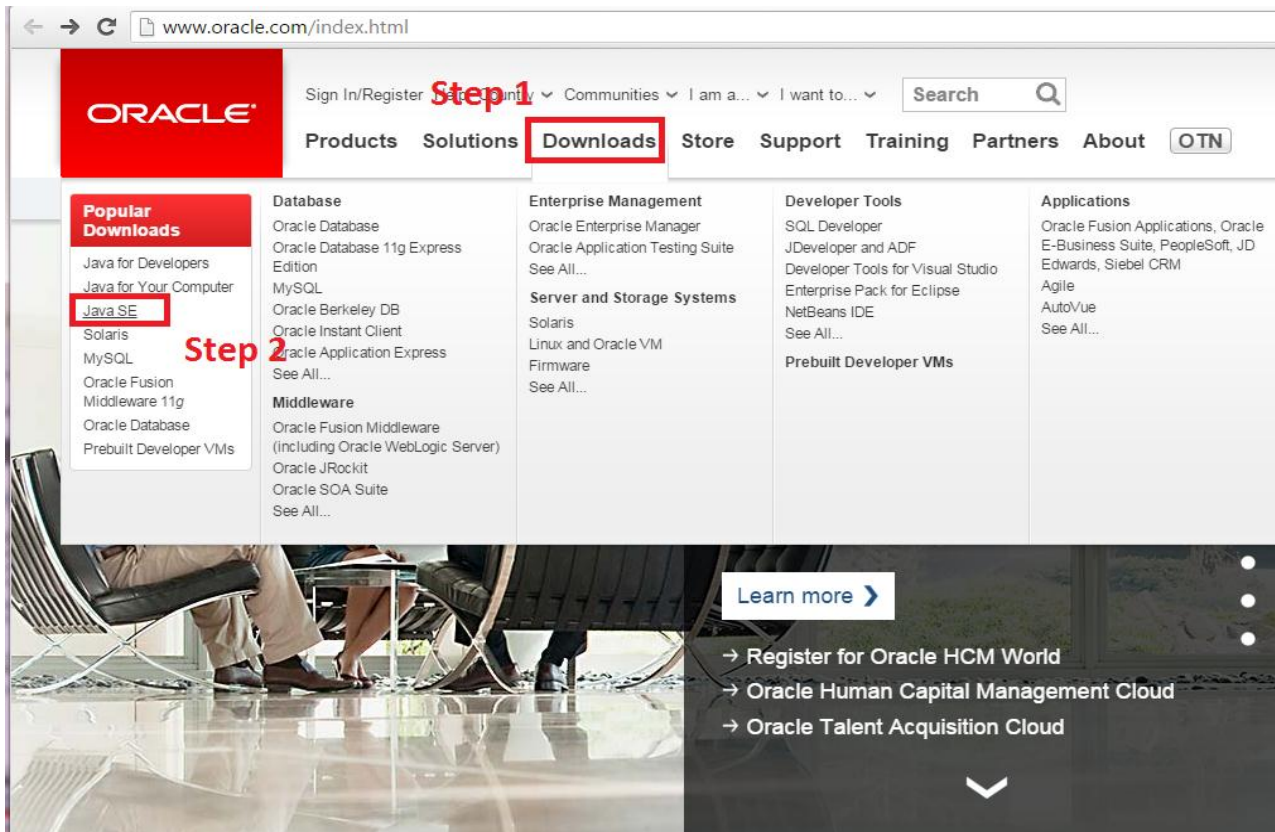 www.oracle.com/index.html
ORACLE
Sign In/Register Help Country Communities I am a... I want to... Search
Step 1
Products Solutions Downloads Store Support Training Partners About OTN
Popular
Downloads
Java for Developers
Java for Your Computer
Java SE
Solaris
MySQL
Oracle Fusion
Middleware 11g
Oracle Database
Prebuilt Developer VMs
Step 2
Database
Oracle Database
Oracle Database 11g Express
Edition
MySQL
Oracle Berkeley DB
Oracle Instant Client
Oracle Application Express
See All...
Middleware
Oracle Fusion Middleware
(including Oracle WebLogic Server)
Oracle JRockit
Oracle SOA Suite
See All...
Enterprise Management
Oracle Enterprise Manager
Oracle Application Testing Suite
See All...
Server and Storage Systems
Solaris
Linux and Oracle VM
Firmware
See All...
Developer Tools
SQL Developer
JDeveloper and ADF
Developer Tools for Visual Studio
Enterprise Pack for Eclipse
NetBeans IDE
See All...
Prebuilt Developer VMs
Applications
Oracle Fusion Applications, Oracle
E-Business Suite, PeopleSoft, JD
Edwards, Siebel CRM
Agile
AutoVue
See All...
Learn more
Register for Oracle HCM World
Oracle Human Capital Management Cloud
Oracle Talent Acquisition Cloud